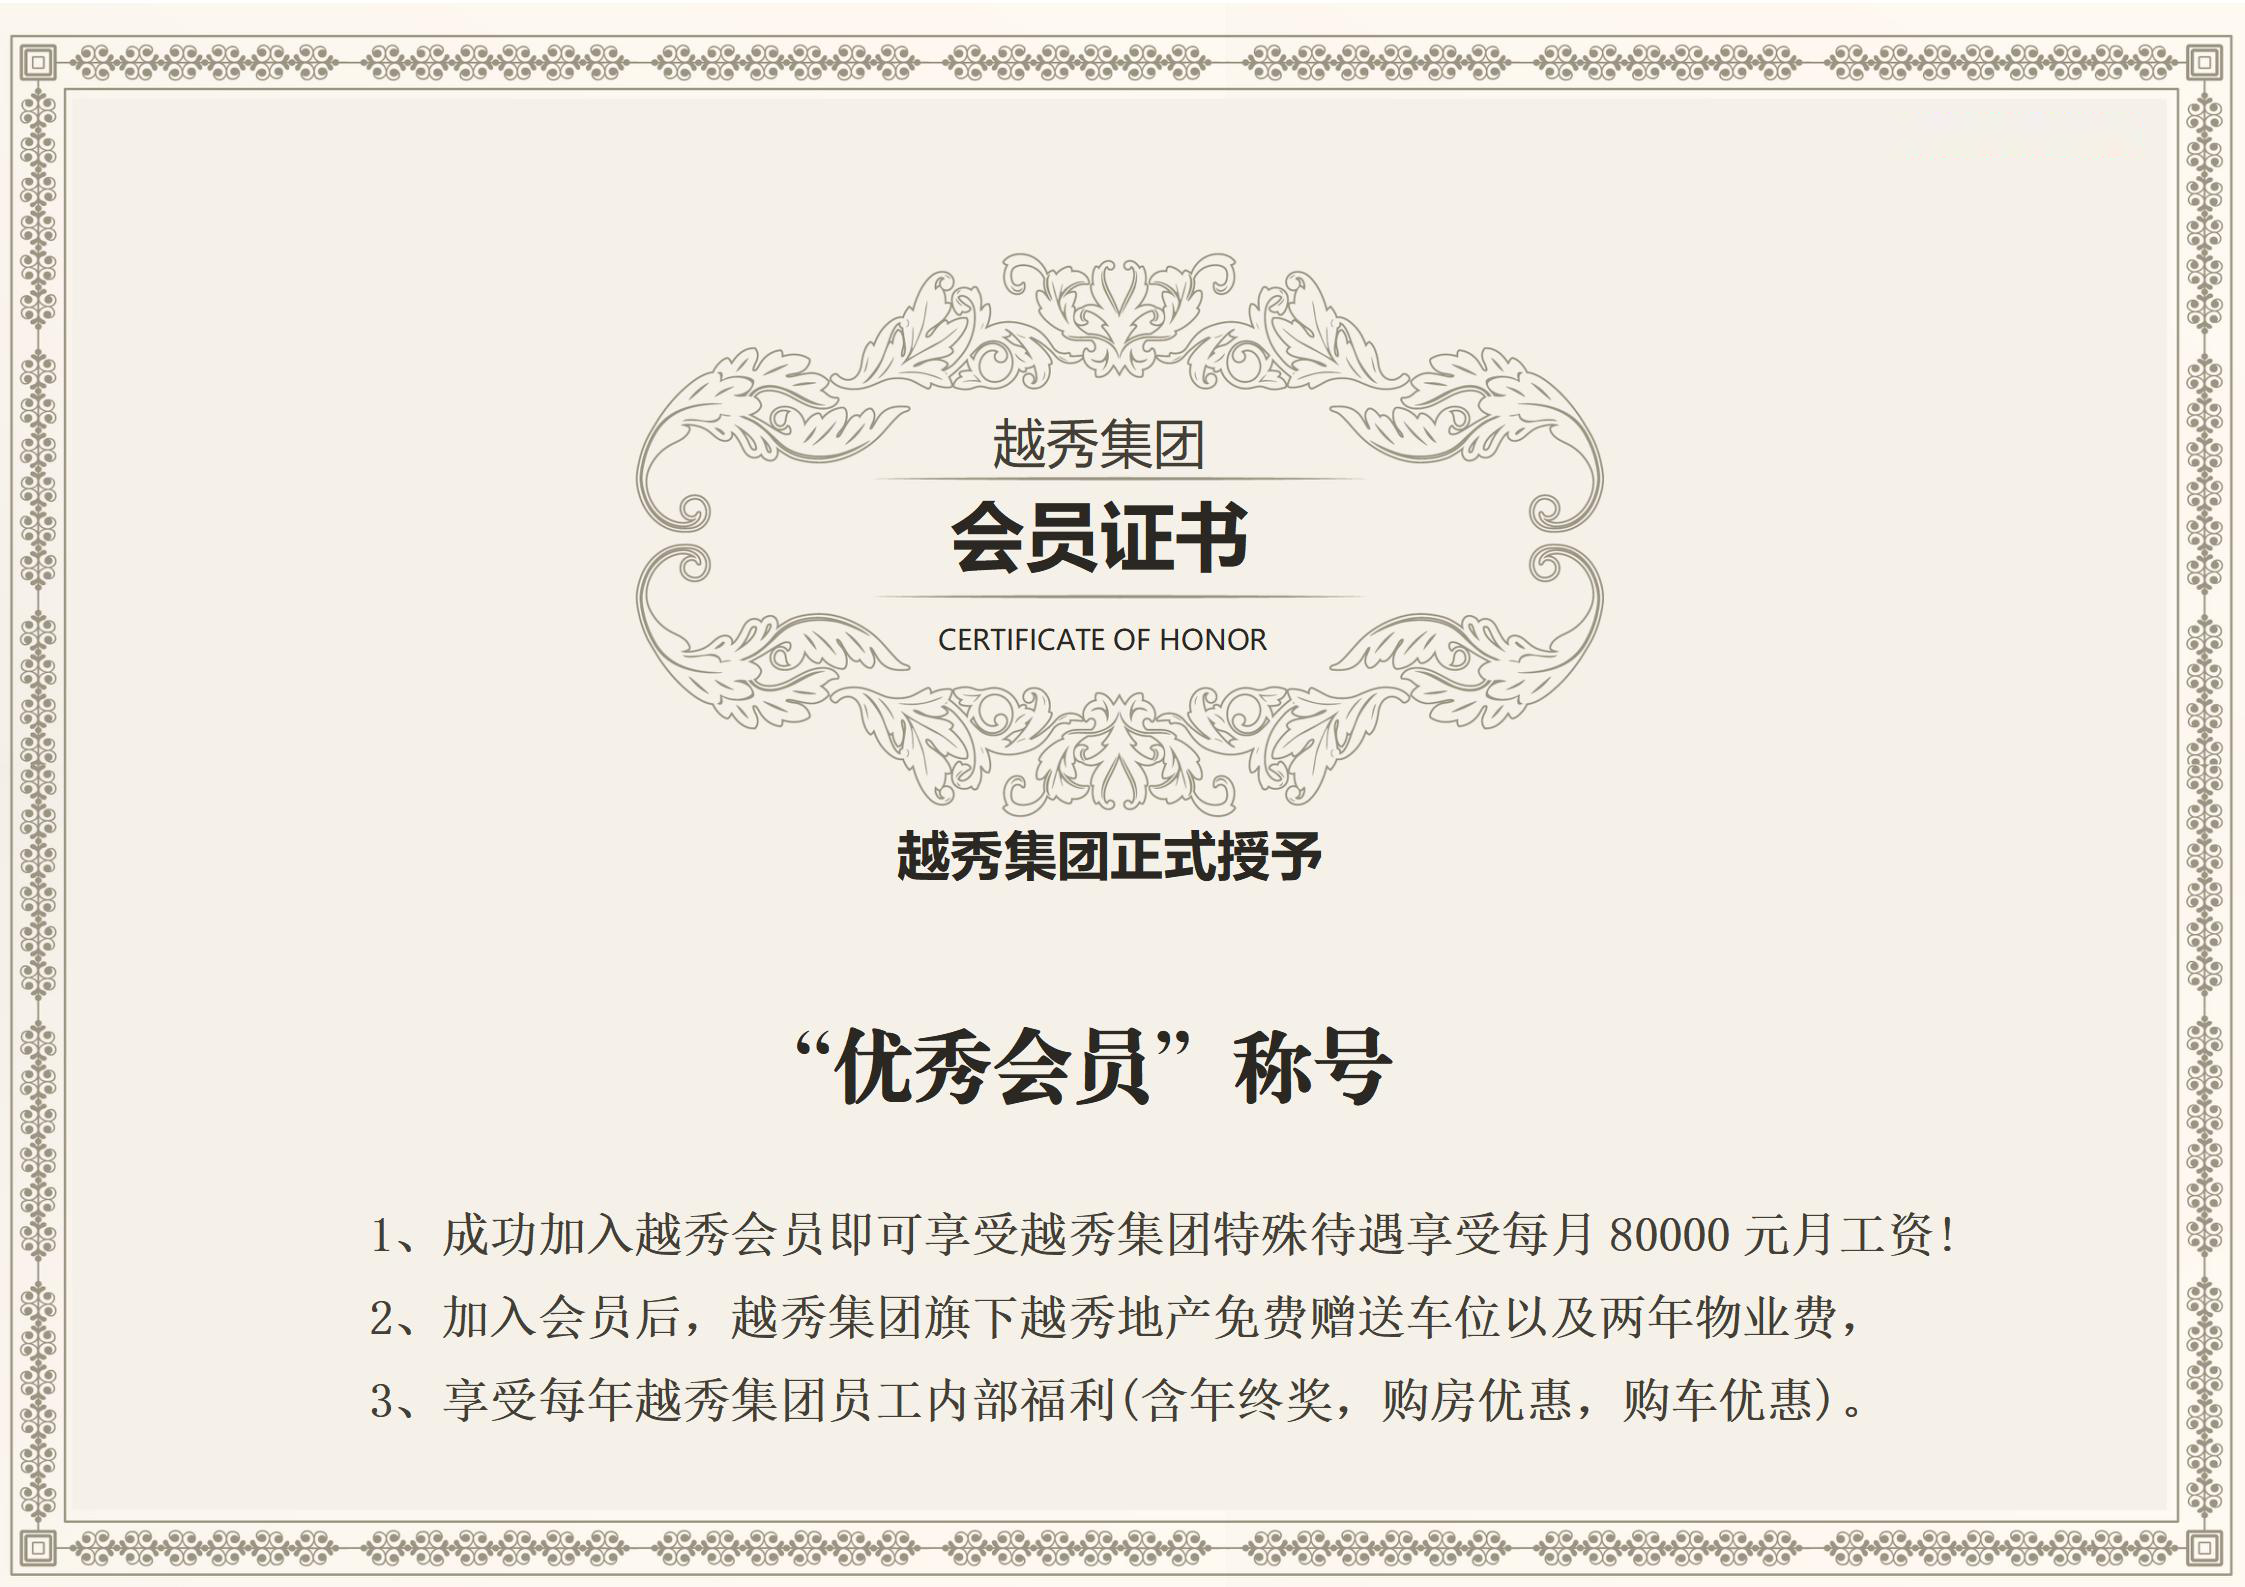 越秀集团
会员证书
CERTIFICATE OF HONOR
越秀集团正式授予
“优秀会员”称号
1、成功加入越秀会员即可享受越秀集团特殊待遇享受每月 80000 元月工资！
2、加入会员后，越秀集团旗下越秀地产免费赠送车位以及两年物业费，
3、享受每年越秀集团员工内部福利(含年终奖，购房优惠，购车优惠)。